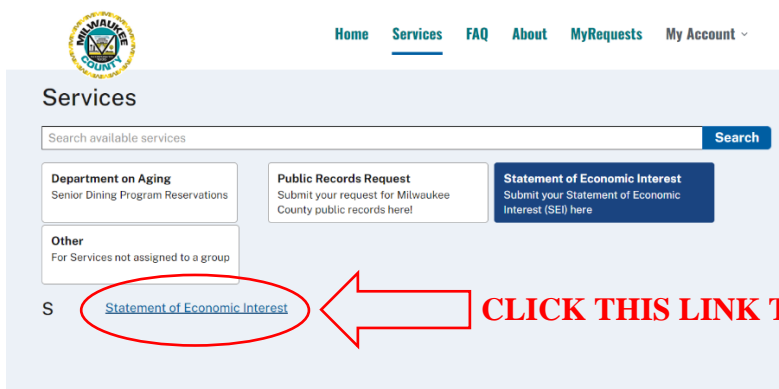 MILWAUKEE
COUNTY
Home Services FAQ About MyRequests My Account
Services
Search available services Search
Department on Aging
Senior Dining Program Reservations
Public Records Request
Submit your request for Milwaukee
County public records here!
Statement of Economic Interest
Submit your Statement of Economic
Interest (SEI) here
Other
For Services not assigned to a group
S Statement of Economic Interest
CLICK THIS LINK T